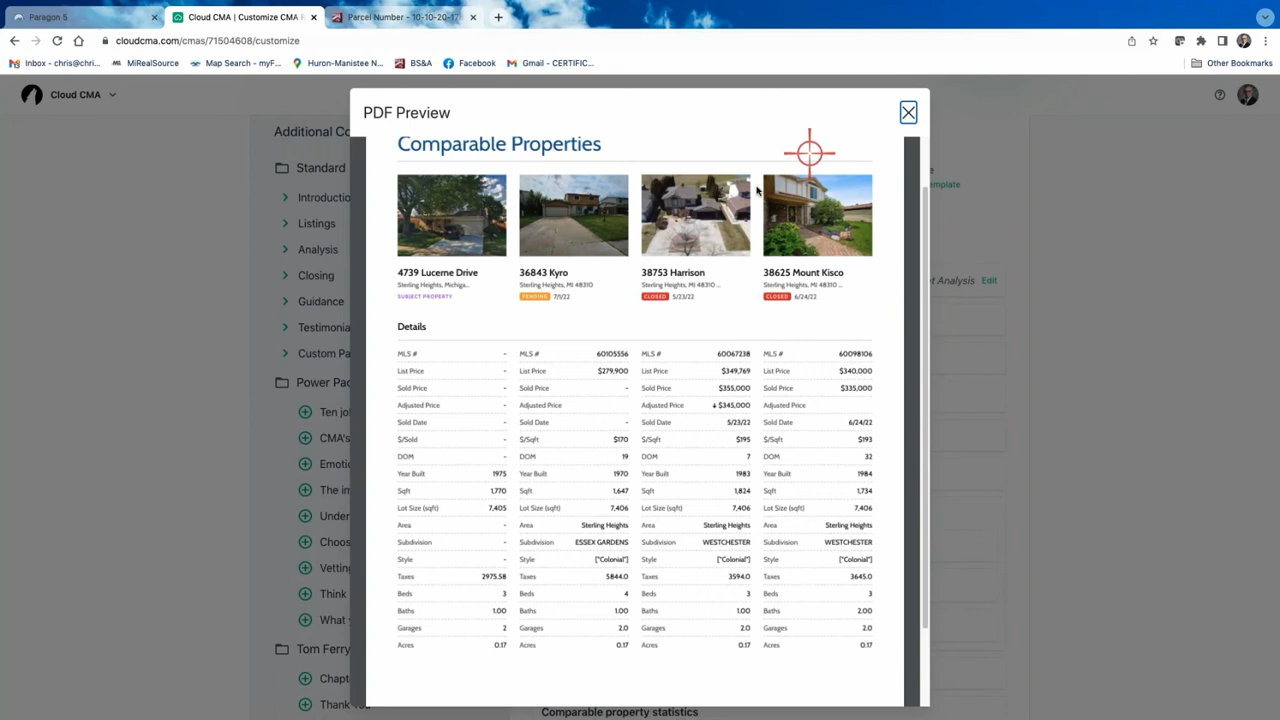 Paragon 5
Cloud CMA | Customize CMA R
Parcel Number - 10-10-20-17
cloudcma.com/cmas/71504608/customize
Inbox - chris@chri...
MiRealSource
Map Search - myF...
Huron-Manistee N...
BS&A
Facebook
Gmail - CERTIFIC...
Other Bookmarks
Cloud CMA
PDF Preview
Additional Co
Standard
Introductio
Listings
Analysis
Closing
Guidance
Testimonia
Custom Pa
Power Pac
Ten jo
CMA's
Emotio
The in
Under
Choos
Vetting
Think
What y
Tom Ferry
Chapt
Thank You
Comparable Properties
4739 Lucerne Drive 36843 Kyro 38753 Harrison 38625 Mount Kisco
Sterling Heights, Michiga... Sterling Heights, MI 48310 Sterling Heights, MI 48310 ... Sterling Heights, MI 48310 ...
SUBJECT PROPERTY PENDING 7/1/22 CLOSED 5/23/22 CLOSED 6/24/22
Details
MLS # - MLS # 60105556 MLS # 60067238 MLS # 60098106
List Price - List Price $279,900 List Price $349,769 List Price $340,000
Sold Price - Sold Price - Sold Price $355,000 Sold Price $335,000
Adjusted Price - Adjusted Price Adjusted Price ↓ $345,000 Adjusted Price
Sold Date - Sold Date - Sold Date 5/23/22 Sold Date 6/24/22
$/Sold - $/Sqft $170 $/Sqft $195 $/Sqft $193
DOM - DOM 19 DOM 7 DOM 32
Year Built 1975 Year Built 1970 Year Built 1983 Year Built 1984
Sqft 1,770 Sqft 1,647 Sqft 1,824 Sqft 1,734
Lot Size (sqft) 7,405 Lot Size (sqft) 7,406 Lot Size (sqft) 7,406 Lot Size (sqft) 7,406
Area - Area Sterling Heights Area Sterling Heights Area Sterling Heights
Subdivision - Subdivision ESSEX GARDENS Subdivision WESTCHESTER Subdivision WESTCHESTER
Style - Style ["Colonial"] Style ["Colonial"] Style ["Colonial"]
Taxes 2975.58 Taxes 5844.0 Taxes 3594.0 Taxes 3645.0
Beds 3 Beds 4 Beds 3 Beds 3
Baths 1.00 Baths 1.00 Baths 1.00 Baths 2.00
Garages 2 Garages 2.0 Garages 2.0 Garages 2.0
Acres 0.17 Acres 0.17 Acres 0.17 Acres 0.17
e
emplate
et Analysis Edit
Comparable property statistics